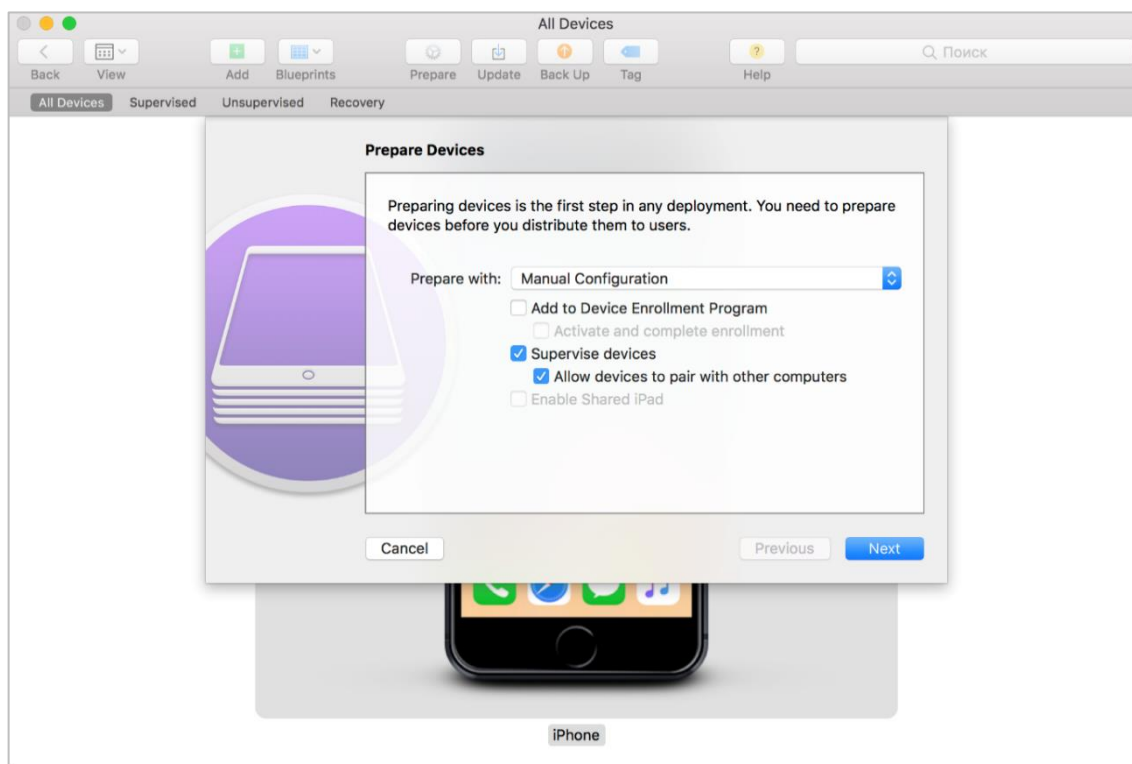 All Devices
Back View Add Blueprints Prepare Update Back Up Tag Help Поиск
All Devices Supervised Unsupervised Recovery
Prepare Devices
Preparing devices is the first step in any deployment. You need to prepare
devices before you distribute them to users.
Prepare with: Manual Configuration
Add to Device Enrollment Program
Activate and complete enrollment
Supervise devices
Allow devices to pair with other computers
Enable Shared iPad
Cancel Previous Next
iPhone